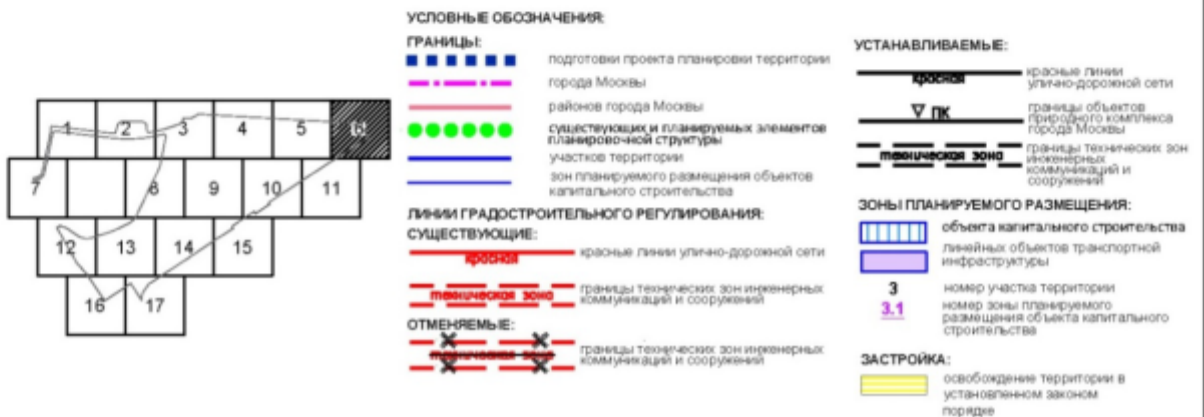 1 2 3 4 5 6
7 8 9 10 11
12 13 14 15
16 17
УСЛОВНЫЕ ОБОЗНАЧЕНИЯ:
ГРАНИЦЫ:
подготовки проекта планировки территории
города Москвы
районов города Москвы
существующих и планируемых элементов
планировочной структуры
участков территории
зон планируемого размещения объектов
капитального строительства
ЛИНИИ ГРАДОСТРОИТЕЛЬНОГО РЕГУЛИРОВАНИЯ:
СУЩЕСТВУЮЩИЕ:
красная
красные линии улично-дорожной сети
техническая зона
границы технических зон инженерных
коммуникаций и сооружений
ОТМЕНЯЕМЫЕ:
техническая зона
границы технических зон инженерных
коммуникаций и сооружений
УСТАНАВЛИВАЕМЫЕ:
красная
красные линии
улично-дорожной сети
ПК
границы объектов
природного комплекса
города Москвы
техническая зона
границы технических зон
инженерных
коммуникаций и
сооружений
ЗОНЫ ПЛАНИРУЕМОГО РАЗМЕЩЕНИЯ:
объекта капитального строительства
линейных объектов транспортной
инфраструктуры
3
номер участка территории
3.1
номер зоны планируемого
размещения объекта капитального
строительства
ЗАСТРОЙКА:
освобождение территории в
установленном законом
порядке